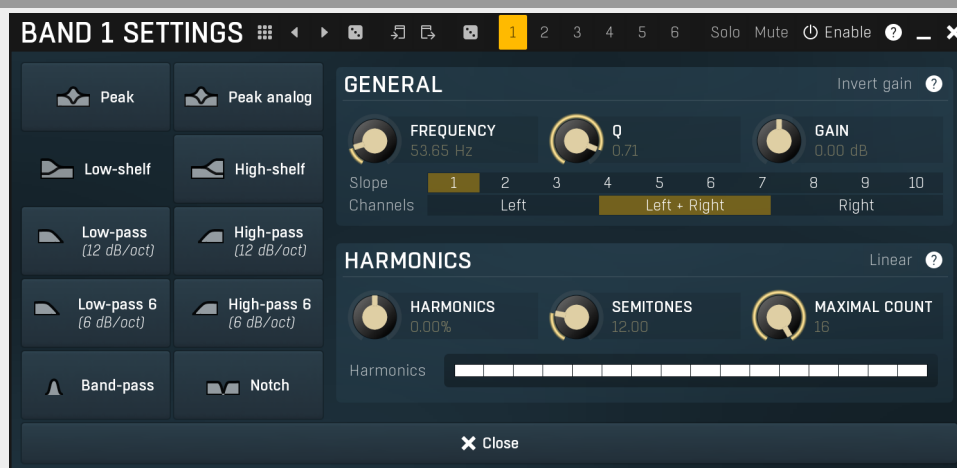 BAND 1 SETTINGS 1 2 3 4 5 6 Solo Mute Enable ?
Peak
Peak analog
Low-shelf
High-shelf
Low-pass
(12 dB/oct)
High-pass
(12 dB/oct)
Low-pass 6
(6 dB/oct)
High-pass 6
(6 dB/oct)
Band-pass
Notch
GENERAL Invert gain ?
FREQUENCY
53.65 Hz
Q
0.71
GAIN
0.00 dB
Slope 1 2 3 4 5 6 7 8 9 10
Channels Left Left + Right Right
HARMONICS Linear ?
HARMONICS
0.00%
SEMITONES
12.00
MAXIMAL COUNT
16
Harmonics
Close